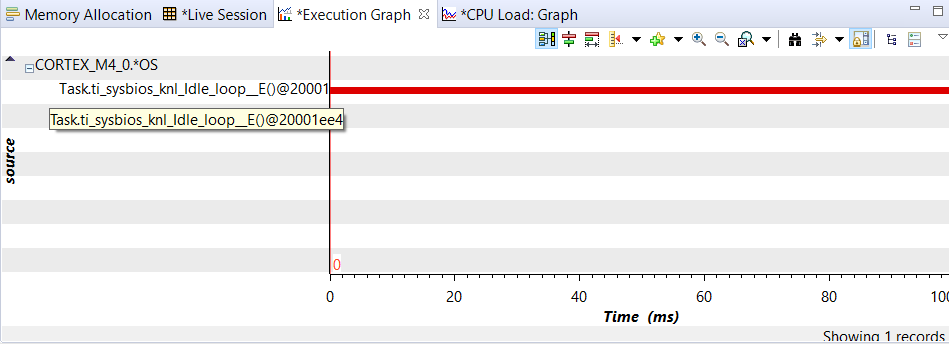 Memory Allocation *Live Session *Execution Graph *CPU Load: Graph
CORTEX_M4_0.*OS
Task.ti_sysbios_knl_Idle_loop__E()@20001
Task.ti_sysbios_knl_Idle_loop__E()@20001ee4
source
0
0 20 40 60 80 100
Time (ms)
Showing 1 records